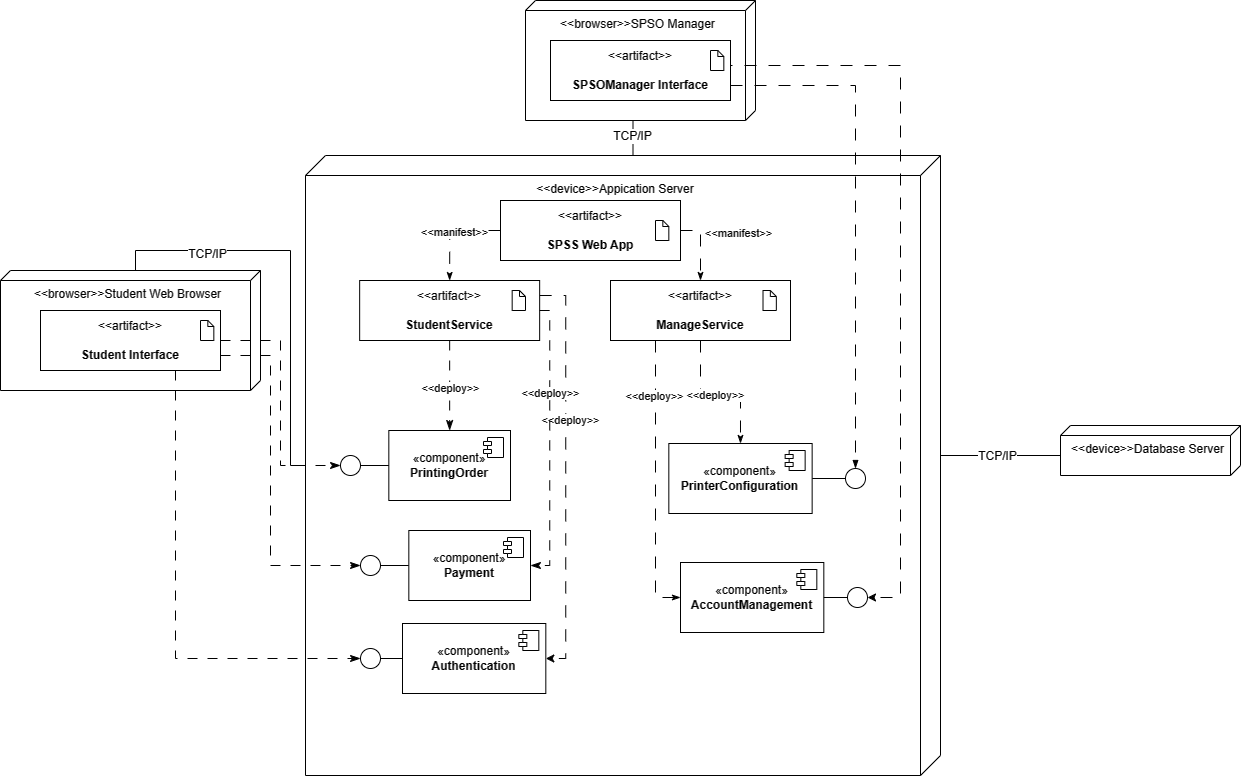 <<browser>>SPSO Manager
<<artifact>>
SPSOManager Interface
TCP/IP
<<device>>Appication Server
<<artifact>>
SPSS Web App
<<manifest>>
<<manifest>>
TCP/IP
<<browser>>Student Web Browser
<<artifact>>
Student Interface
<<artifact>>
StudentService
<<artifact>>
ManageService
<<deploy>>
<<deploy>>
<<deploy>>
<<deploy>>
<<deploy>>
«component»
PrintingOrder
«component»
PrinterConfiguration
TCP/IP
<<device>>Database Server
«component»
Payment
«component»
AccountManagement
«component»
Authentication